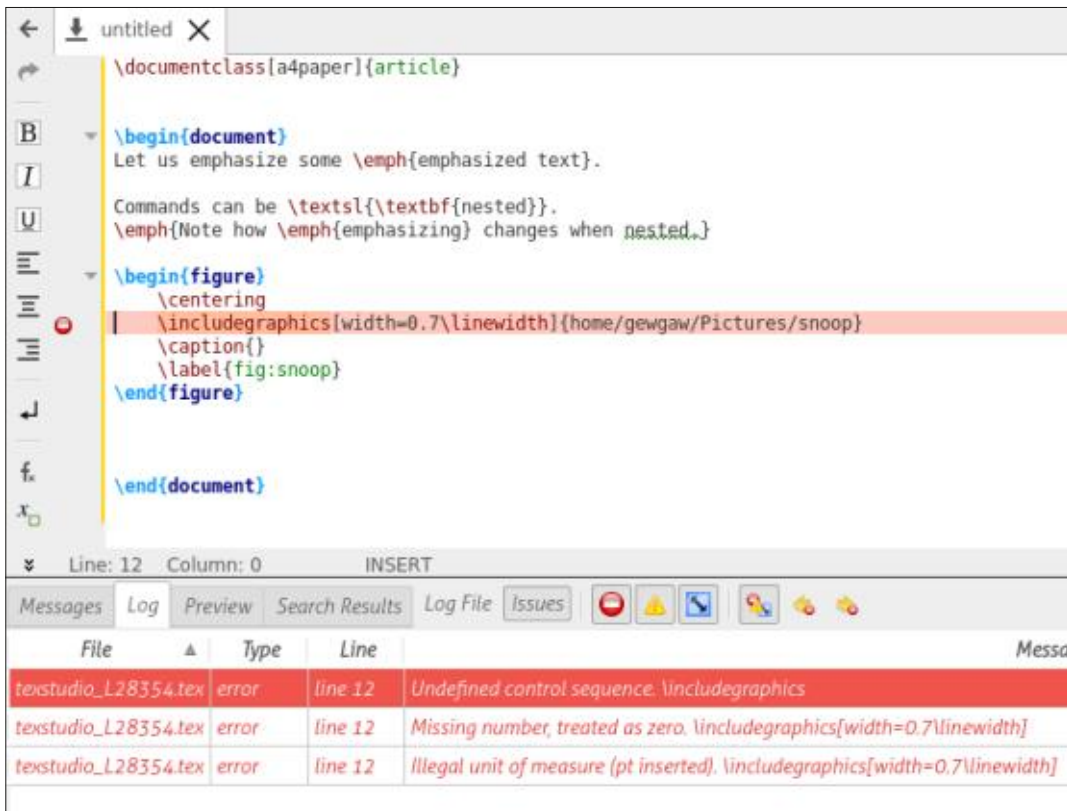 untitled
\documentclass[a4paper]{article}
\begin{document}
Let us emphasize some \emph{emphasized text}.
Commands can be \textsl{\textbf{nested}}.
\emph{Note how \emph{emphasizing} changes when nested.}
\begin{figure}
\centering
\includegraphics[width=0.7\linewidth]{home/gewgaw/Pictures/snoop}
\caption{}
\label{fig:snoop}
\end{figure}
\end{document}
B
I
U
Line: 12 Column: 0 INSERT
Messages Log Preview Search Results Log File Issues
File Type Line Messa
texstudio_L28354.tex error line 12 Undefined control sequence. \includegraphics
texstudio_L28354.tex error line 12 Missing number, treated as zero. \includegraphics[width=0.7\linewidth]
texstudio_L28354.tex error line 12 Illegal unit of measure (pt inserted). \includegraphics[width=0.7\linewidth]